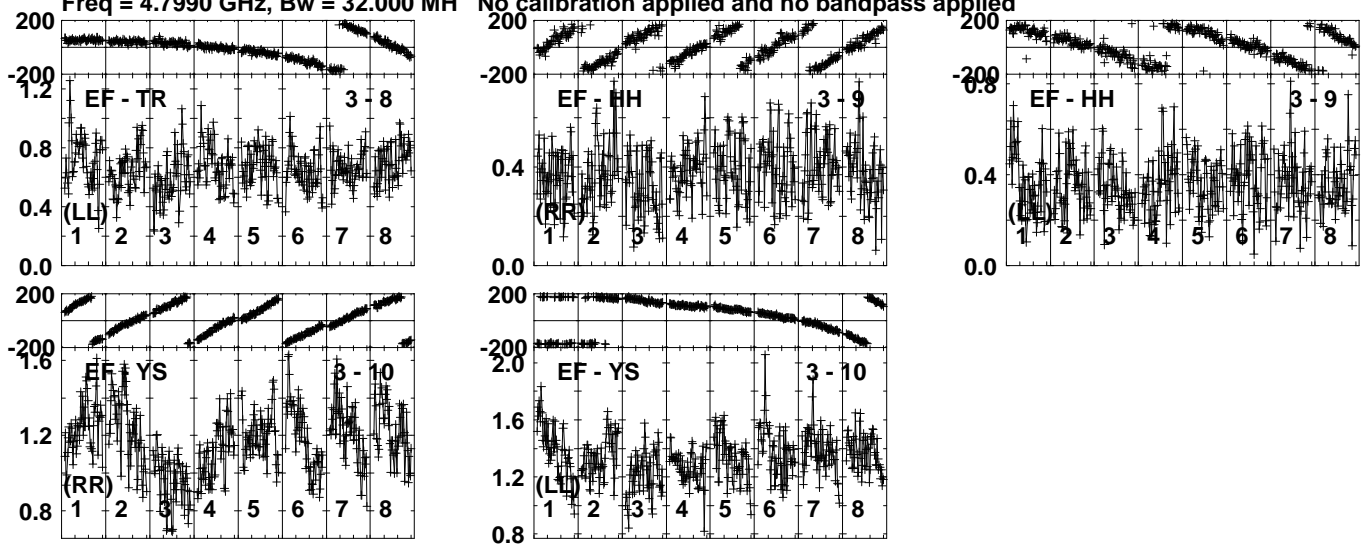 Freq = 4.7990 GHz, Bw = 32.000 MH No calibration applied and no bandpass applied
200
-200
1.2
0.8
0.4
0.0
EF - TR 3 - 8
(LL)
1 2 3 4 5 6 7 8
200
-200
0.4
0.0
EF - HH 3 - 9
(RR)
1 2 3 4 5 6 7 8
200
-200
0.8
0.4
0.0
EF - HH 3 - 9
(LL)
1 2 3 4 5 6 7 8
200
-200
1.6
1.2
0.8
EF - YS 3 - 10
(RR)
1 2 3 4 5 6 7 8
200
-200
2.0
1.6
1.2
0.8
EF - YS 3 - 10
(LL)
1 2 3 4 5 6 7 8